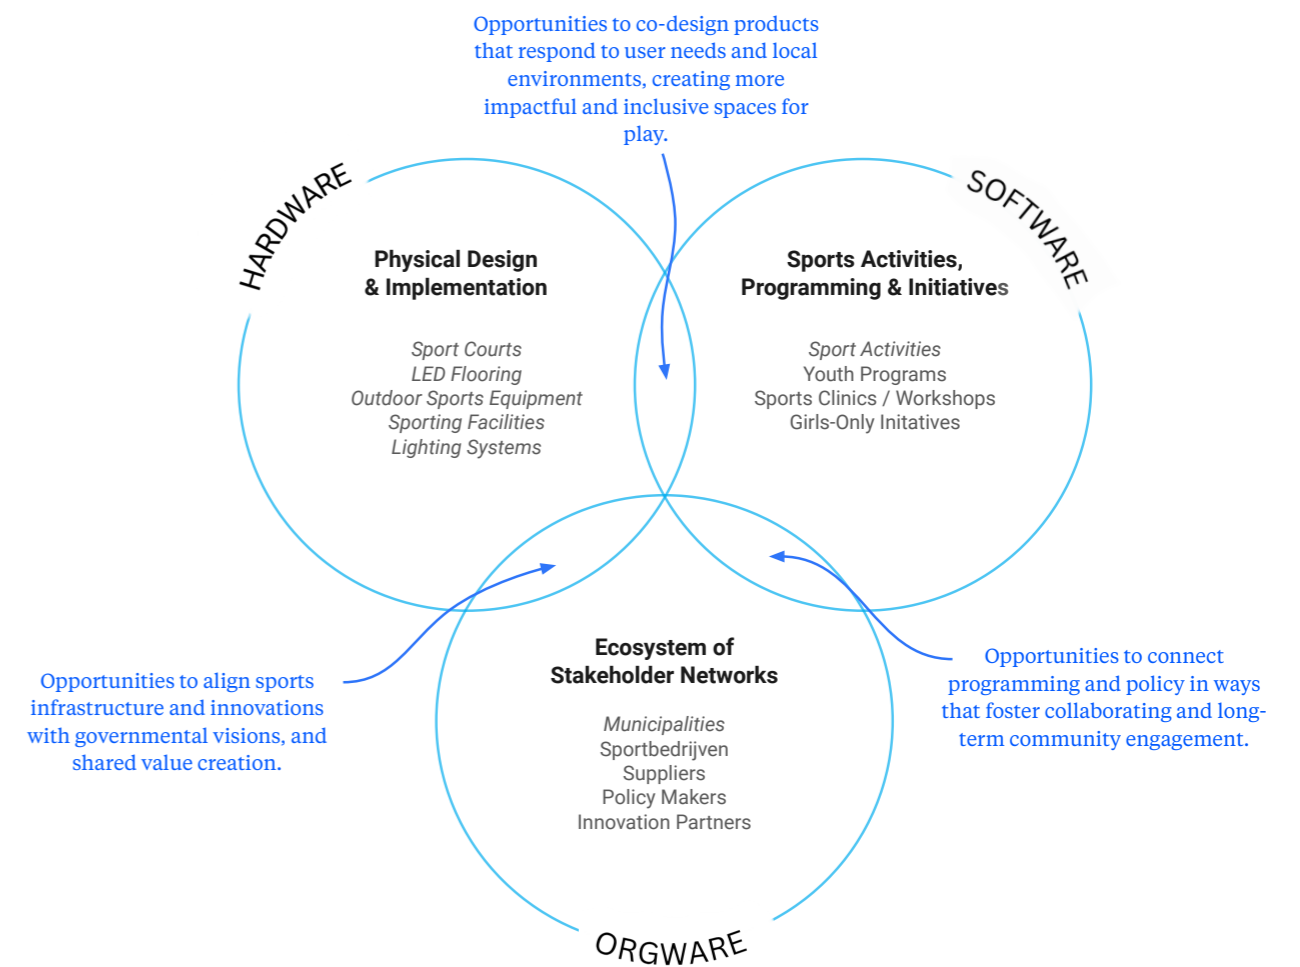 Opportunities to co-design products
that respond to user needs and local
environments, creating more
impactful and inclusive spaces for
play.
HARDWARE
SOFTWARE
Physical Design
& Implementation
Sport Courts
LED Flooring
Outdoor Sports Equipment
Sporting Facilities
Lighting Systems
Sports Activities,
Programming & Initiatives
Sport Activities
Youth Programs
Sports Clinics / Workshops
Girls-Only Initatives
Opportunities to align sports
infrastructure and innovations
with governmental visions, and
shared value creation.
Ecosystem of
Stakeholder Networks
Municipalities
Sportbedrijven
Suppliers
Policy Makers
Innovation Partners
Opportunities to connect
programming and policy in ways
that foster collaborating and long-
term community engagement.
ORGWARE